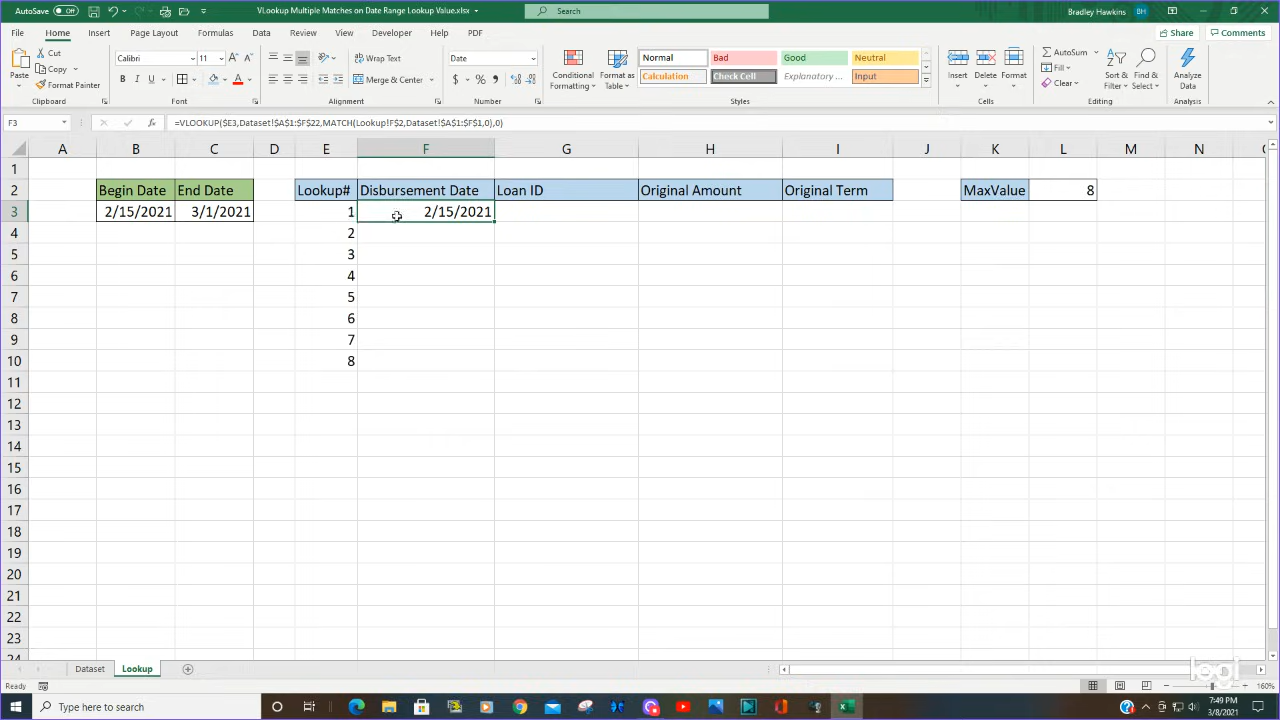 AutoSave Off VLookup Multiple Matches on Date Range Lookup Value.xlsx Search Bradley Hawkins BH
File Home Insert Page Layout Formulas Data Review View Developer Help PDF Share Comments
Cut Calibri 11 Wrap Text Date Normal Bad Good Neutral AutoSum
Copy Fill
Paste Format Painter B I U A Merge & Center $ % Conditional Formatting Format as Table Calculation Check Cell Explanatory ... Input Insert Delete Format Clear Sort & Filter Find & Select Analyze Data
Clipboard Font Alignment Number Styles Cells Editing Analysis
F3 fx =VLOOKUP($E3,Dataset!$A$1:$F$22,MATCH(Lookup!F$2,Dataset!$A$1:$F$1,0),0)
A B C D E F G H I J K L M N
1
2 Begin Date End Date Lookup# Disbursement Date Loan ID Original Amount Original Term MaxValue 8
3 2/15/2021 3/1/2021 1 2/15/2021
4 2
5 3
6 4
7 5
8 6
9 7
10 8
11
12
13
14
15
16
17
18
19
20
21
22
23
24
Dataset Lookup
logi
Ready 160%
Type here to search 7:49 PM
3/8/2021